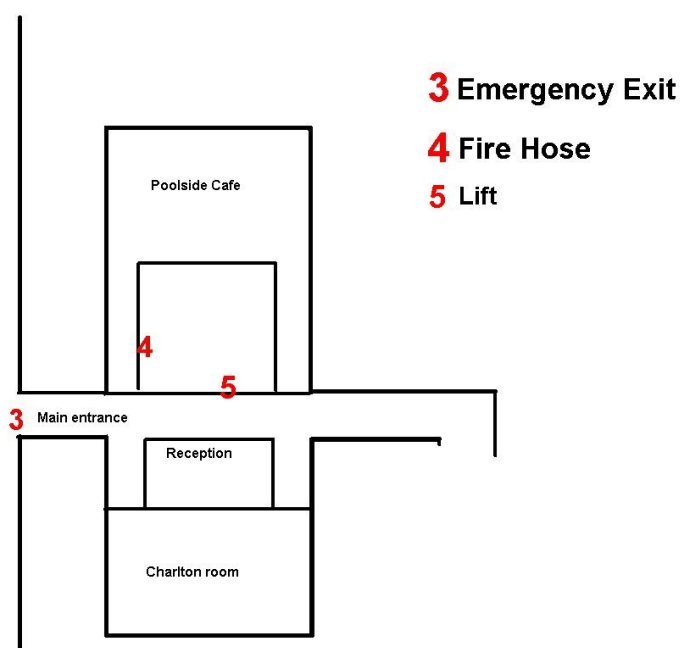 3 Emergency Exit
4 Fire Hose
5 Lift
Poolside Cafe
4
5
3 Main entrance
Reception
Charlton room